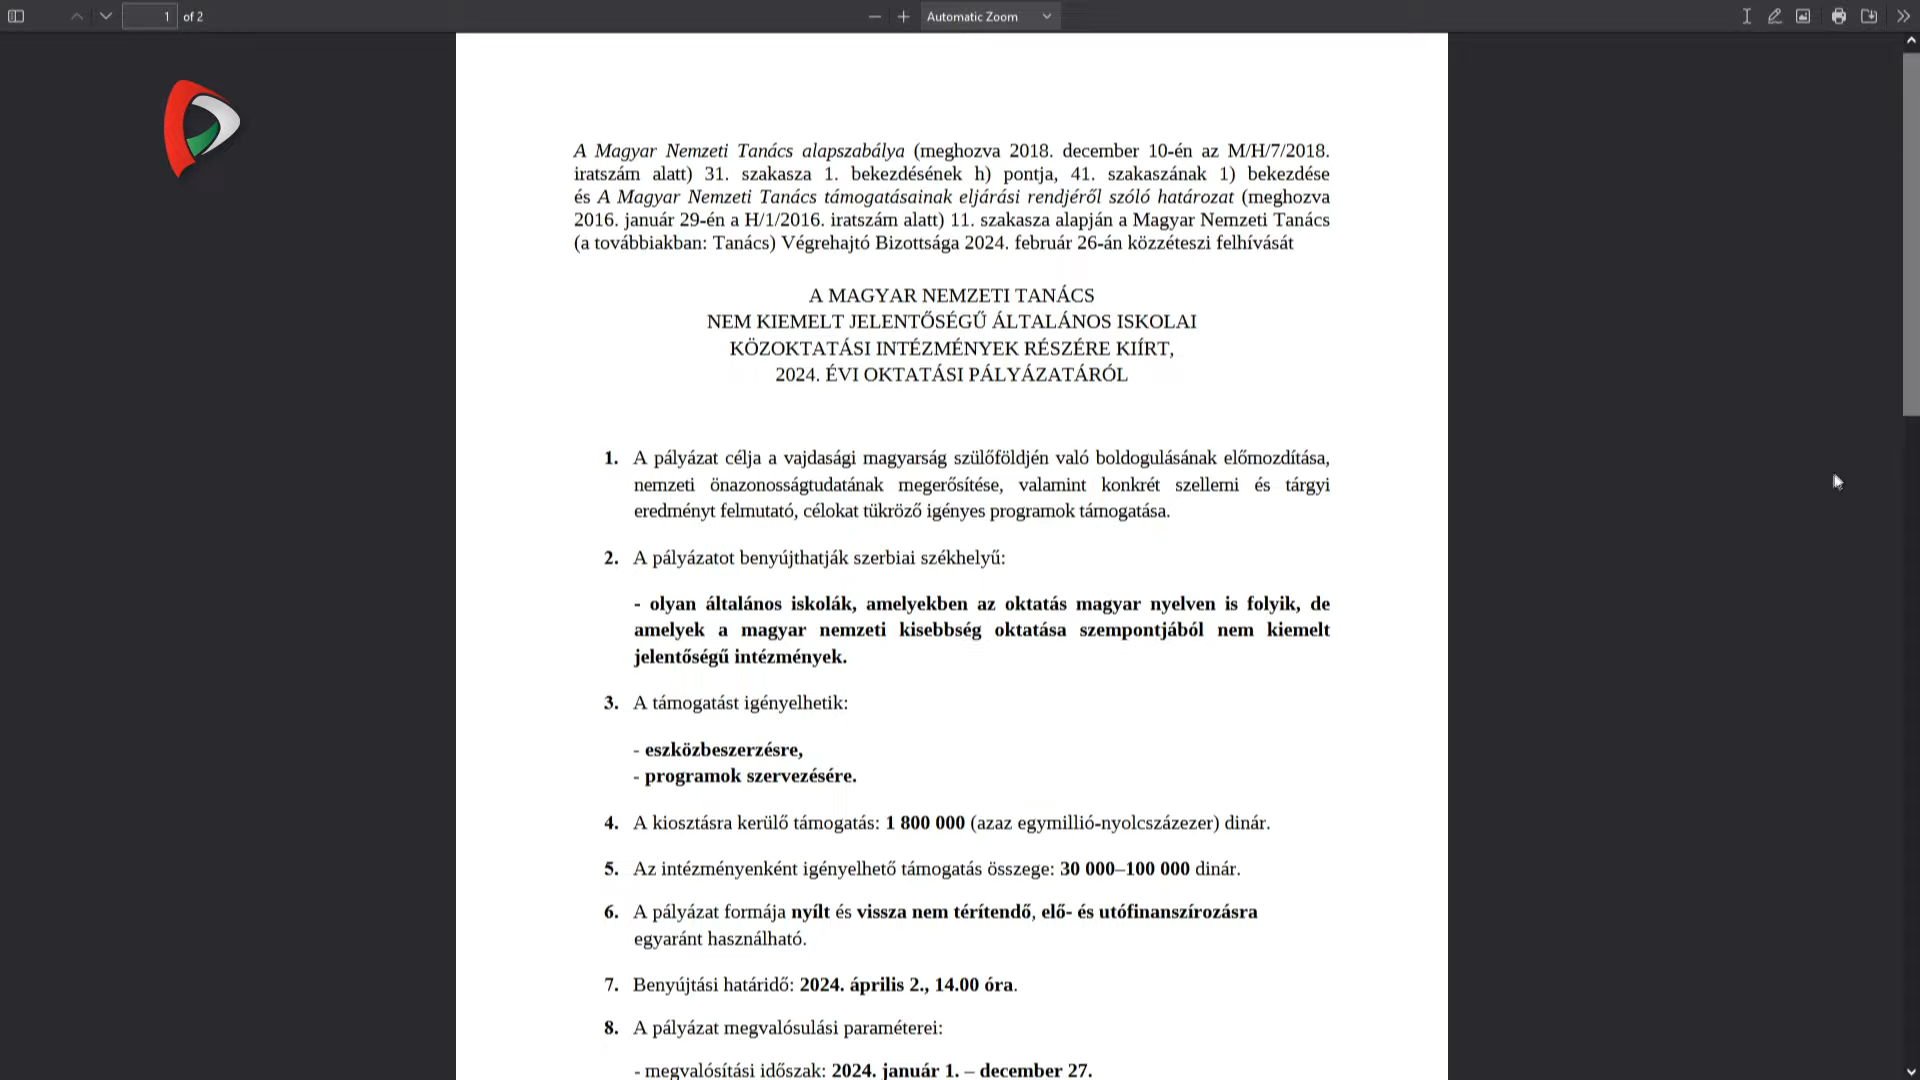 1 of 2 Automatic Zoom
A Magyar Nemzeti Tanács alapszabálya (meghozva 2018. december 10-én az M/H/7/2018.
iratszám alatt) 31. szakasza 1. bekezdésének h) pontja, 41. szakaszának 1) bekezdése
és A Magyar Nemzeti Tanács támogatásainak eljárási rendjéről szóló határozat (meghozva
2016. január 29-én a H/1/2016. iratszám alatt) 11. szakasza alapján a Magyar Nemzeti Tanács
(a továbbiakban: Tanács) Végrehajtó Bizottsága 2024. február 26-án közzéteszi felhívását
A MAGYAR NEMZETI TANÁCS
NEM KIEMELT JELENTŐSÉGŰ ÁLTALÁNOS ISKOLAI
KÖZOKTATÁSI INTÉZMÉNYEK RÉSZÉRE KIÍRT,
2024. ÉVI OKTATÁSI PÁLYÁZATÁRÓL
1. A pályázat célja a vajdasági magyarság szülőföldjén való boldogulásának előmozdítása,
nemzeti önazonosságtudatának megerősítése, valamint konkrét szellemi és tárgyi
eredményt felmutató, célokat tükröző igényes programok támogatása.
2. A pályázatot benyújthatják szerbiai székhelyű:
- olyan általános iskolák, amelyekben az oktatás magyar nyelven is folyik, de
amelyek a magyar nemzeti kisebbség oktatása szempontjából nem kiemelt
jelentőségű intézmények.
3. A támogatást igényelhetik:
- eszközbeszerzésre,
- programok szervezésére.
4. A kiosztásra kerülő támogatás: 1 800 000 (azaz egymillió-nyolcszázezer) dinár.
5. Az intézményenként igényelhető támogatás összege: 30 000–100 000 dinár.
6. A pályázat formája nyílt és vissza nem térítendő, elő- és utófinanszírozásra
egyaránt használható.
7. Benyújtási határidő: 2024. április 2., 14.00 óra.
8. A pályázat megvalósulási paraméterei:
- megvalósítási időszak: 2024. január 1. – december 27.